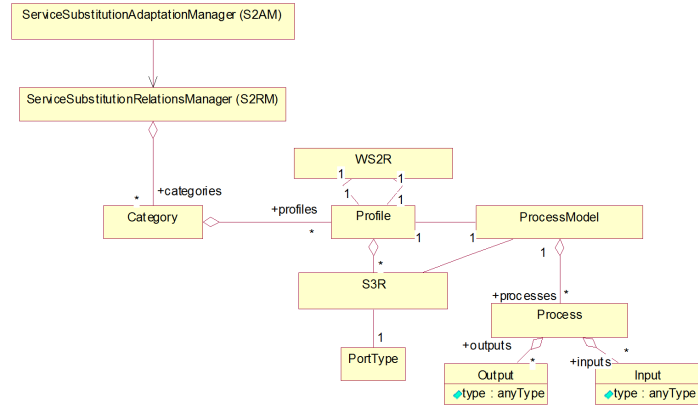 ServiceSubstitutionAdaptationManager (S2AM)
ServiceSubstitutionRelationsManager (S2RM)
WS2R
1
1
1
1
+categories
*
Category
+profiles
*
Profile
1
1
ProcessModel
1
*
S3R
+processes
*
Process
1
PortType
+outputs
*
+inputs
*
Output
type : anyType
Input
type : anyType